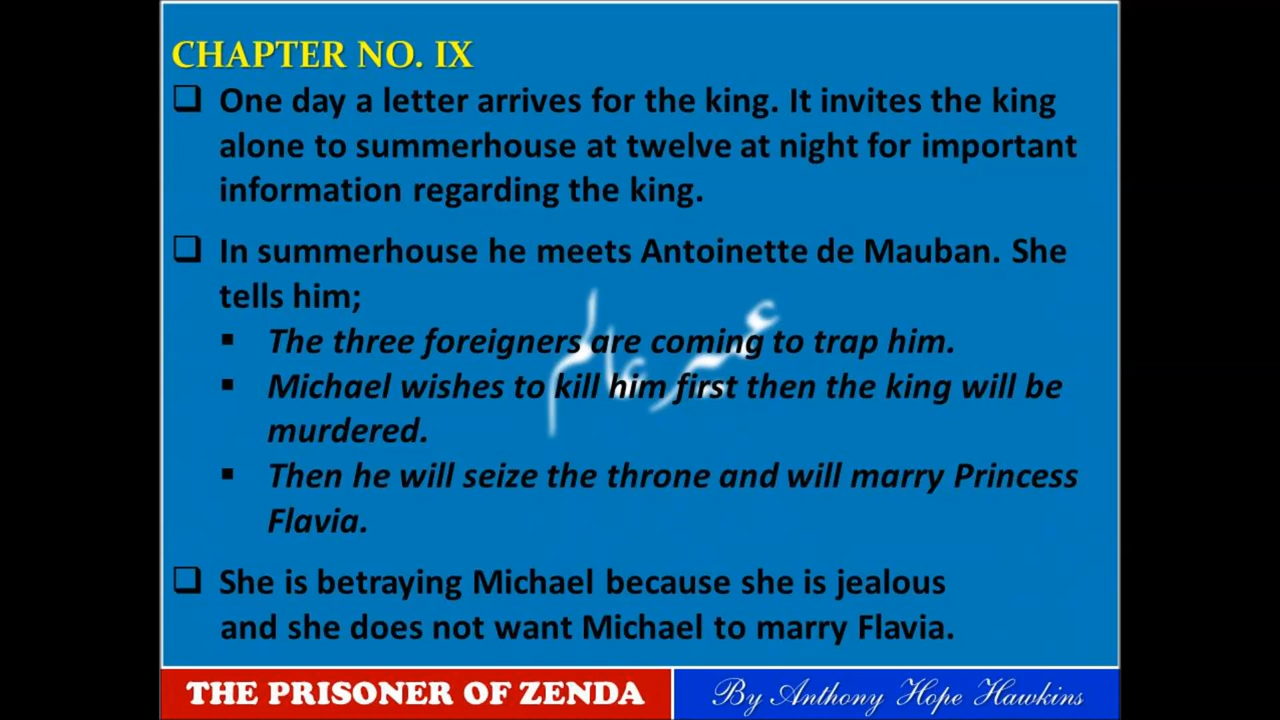 CHAPTER NO. IX
One day a letter arrives for the king. It invites the king
alone to summerhouse at twelve at night for important
information regarding the king.
In summerhouse he meets Antoinette de Mauban. She
tells him;
The three foreigners are coming to trap him.
Michael wishes to kill him first then the king will be
murdered.
Then he will seize the throne and will marry Princess
Flavia.
She is betraying Michael because she is jealous
and she does not want Michael to marry Flavia.
THE PRISONER OF ZENDA
By Anthony Hope Hawkins